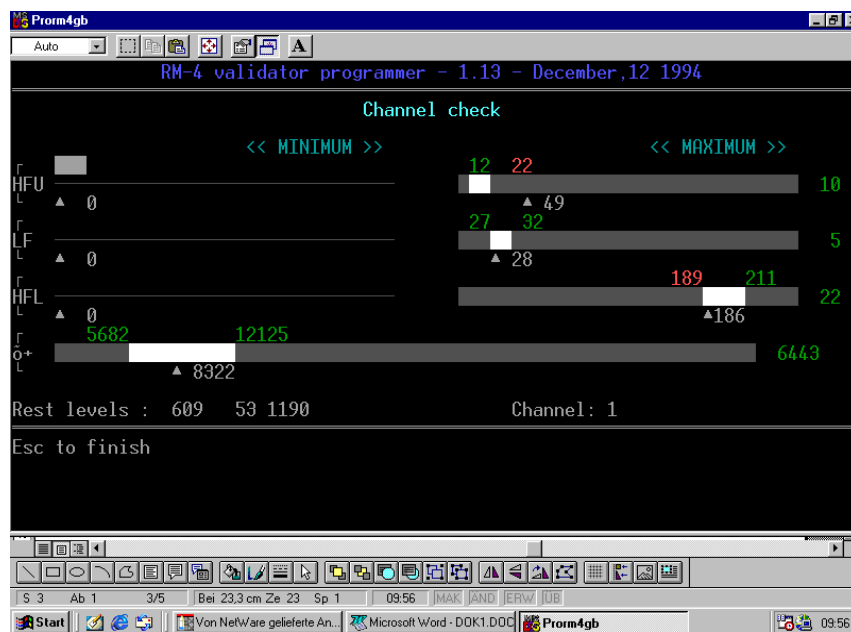 Prorm4gb
Auto
A
RM-4 validator programmer - 1.13 - December,12 1994
Channel check
<< MINIMUM >> << MAXIMUM >>
12 22
HFU 10
0 49
27 32
LF 5
0 28
189 211
HFL 22
0 186
5682 12125
õ+ 6443
8322
Rest levels : 609 53 1190 Channel: 1
Esc to finish
S 3 Ab 1 3/5 Bei 23,3 cm Ze 23 Sp 1 09:56 MAK ÄND ERW ÜB
Start Von NetWare gelieferte An... Microsoft Word - DOK1.DOC Prorm4gb 09:56